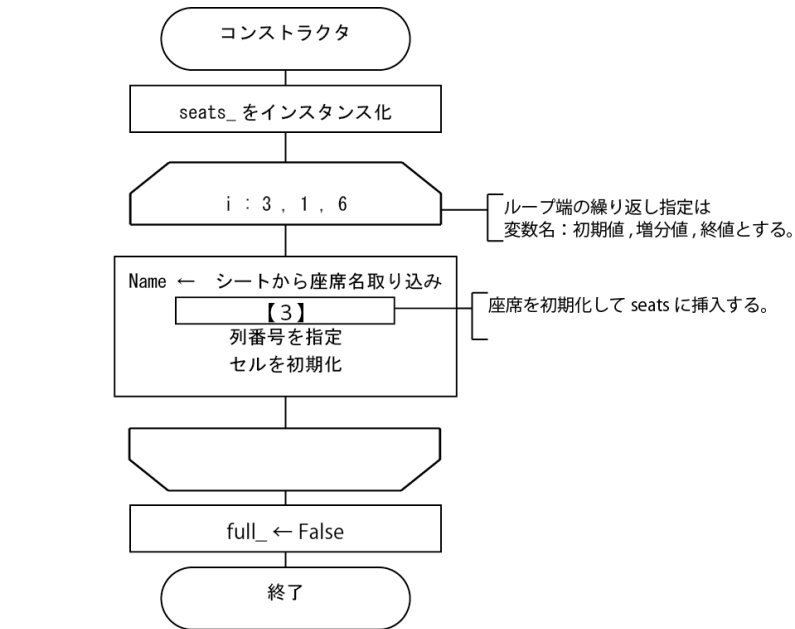 コンストラクタ
seats_ をインスタンス化
i : 3 , 1 , 6
ループ端の繰り返し指定は
変数名：初期値 , 増分値 , 終値とする。
Name ← シートから座席名取り込み
【３】
座席を初期化して seats に挿入する。
列番号を指定
セルを初期化
full_ ← False
終了